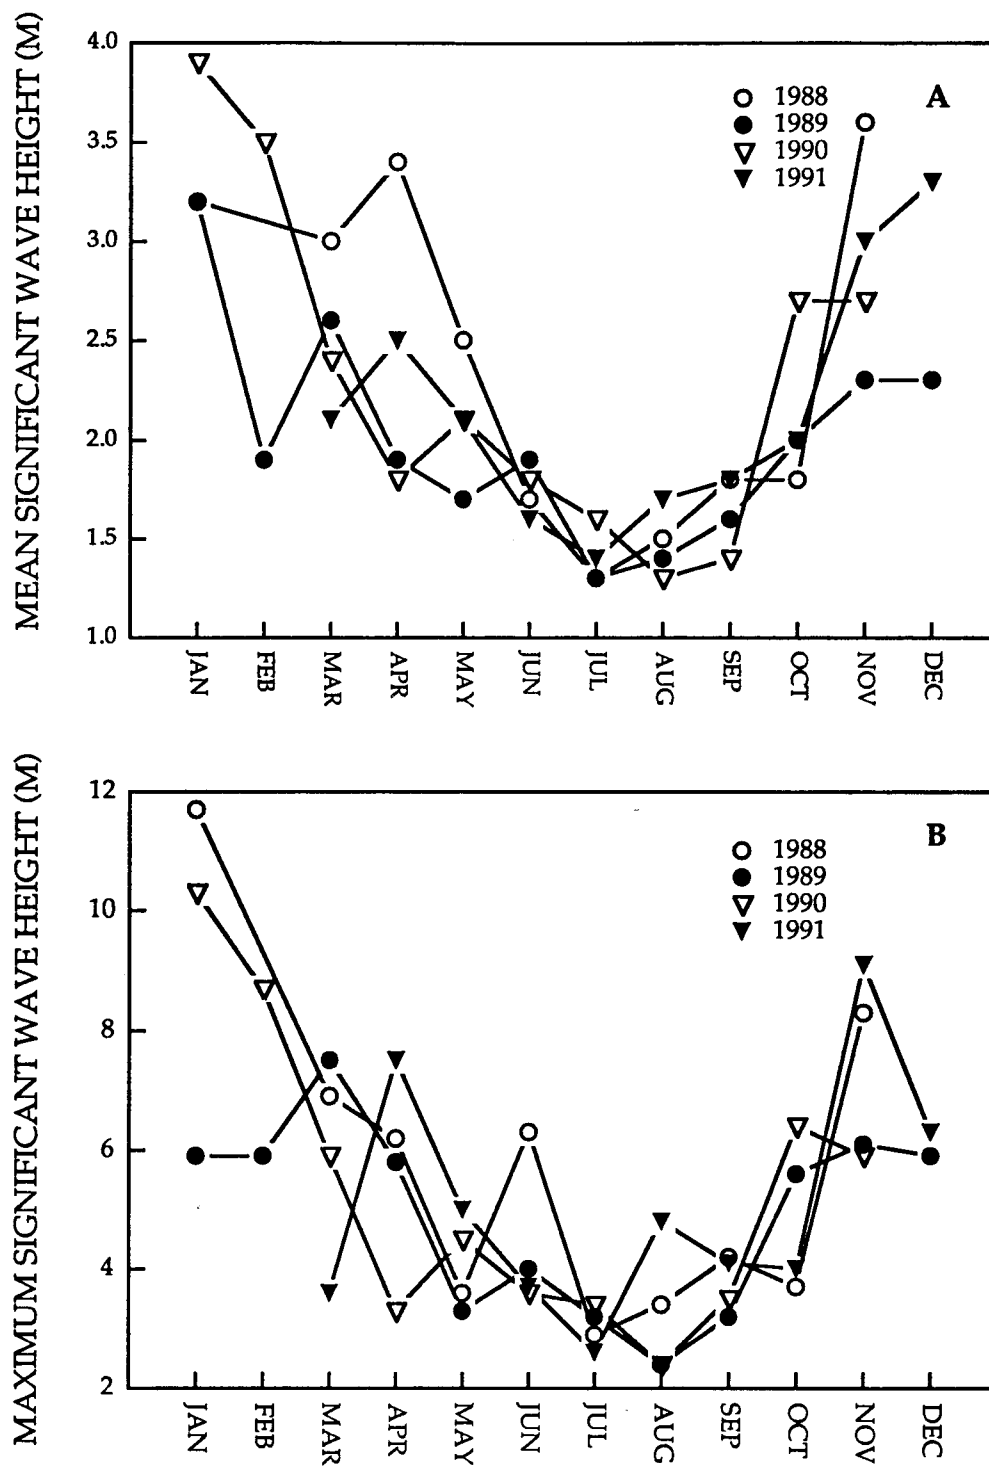 MEAN SIGNIFICANT WAVE HEIGHT (M)
4.0
3.5
3.0
2.5
2.0
1.5
1.0
A
1988
1989
1990
1991
JAN
FEB
MAR
APR
MAY
JUN
JUL
AUG
SEP
OCT
NOV
DEC
MAXIMUM SIGNIFICANT WAVE HEIGHT (M)
12
10
8
6
4
2
B
1988
1989
1990
1991
JAN
FEB
MAR
APR
MAY
JUN
JUL
AUG
SEP
OCT
NOV
DEC